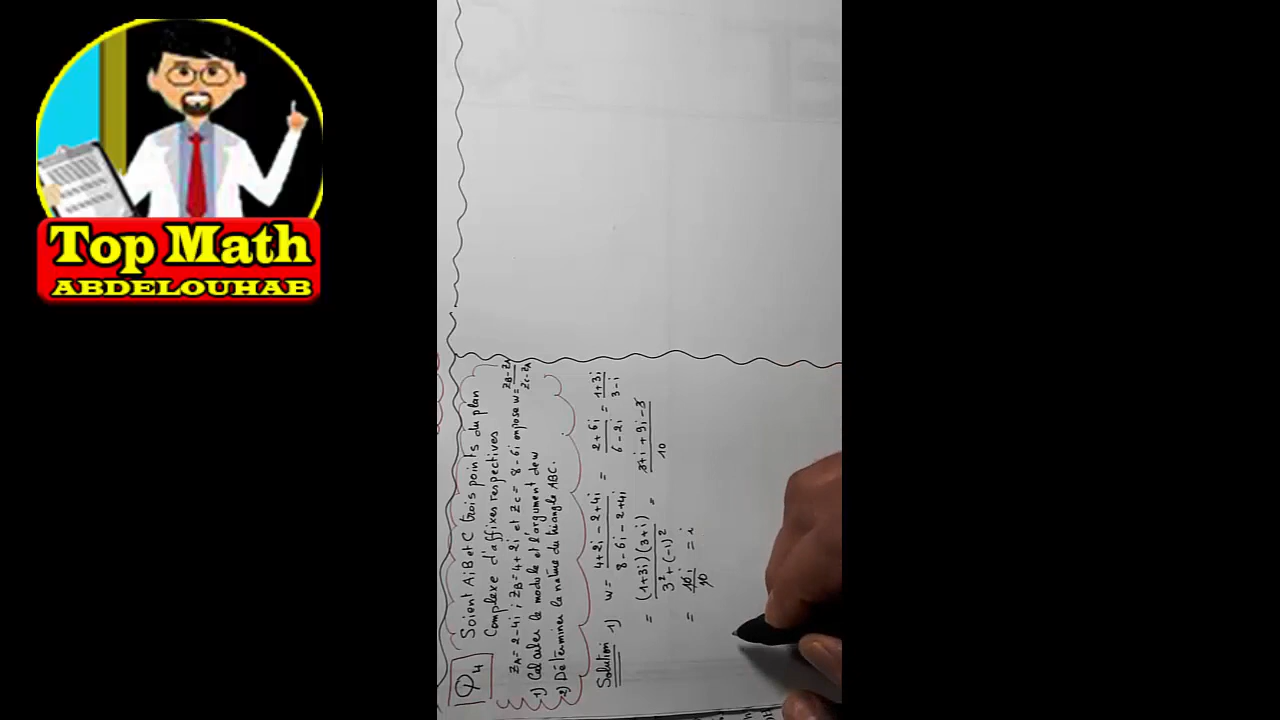 Top Math
ABDELOUHAB
Q4
Soient A; B et C trois points du plan
Complexe d'affixes respectives
zA = 2-4i ; zB = 4+2i et zC = 8-6i on pose w = zB-zA / zC-zA
1) Calculer le module et l'argument de w
2) Déterminer la nature du triangle ABC.
Solution 1) w = 4+2i-2+4i / 8-6i-2+4i = 2+6i / 6-2i = 1+3i / 3-i
= (1+3i)(3+i) / 3²+(-i)² = 3+i+9i-3 / 10
= 10i / 10 = i